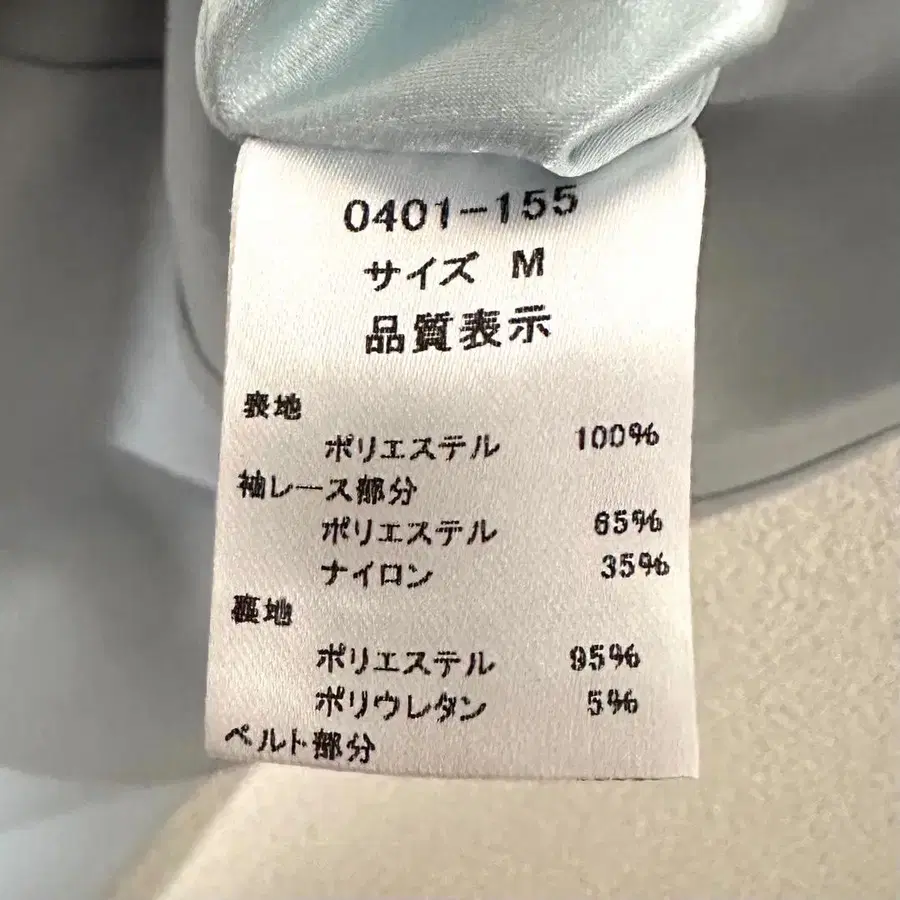 0401-155
サイズ M
品質表示
表地
ポリエステル 100%
袖レース部分
ポリエステル 65%
ナイロン 35%
裏地
ポリエステル 95%
ポリウレタン 5%
ベルト部分